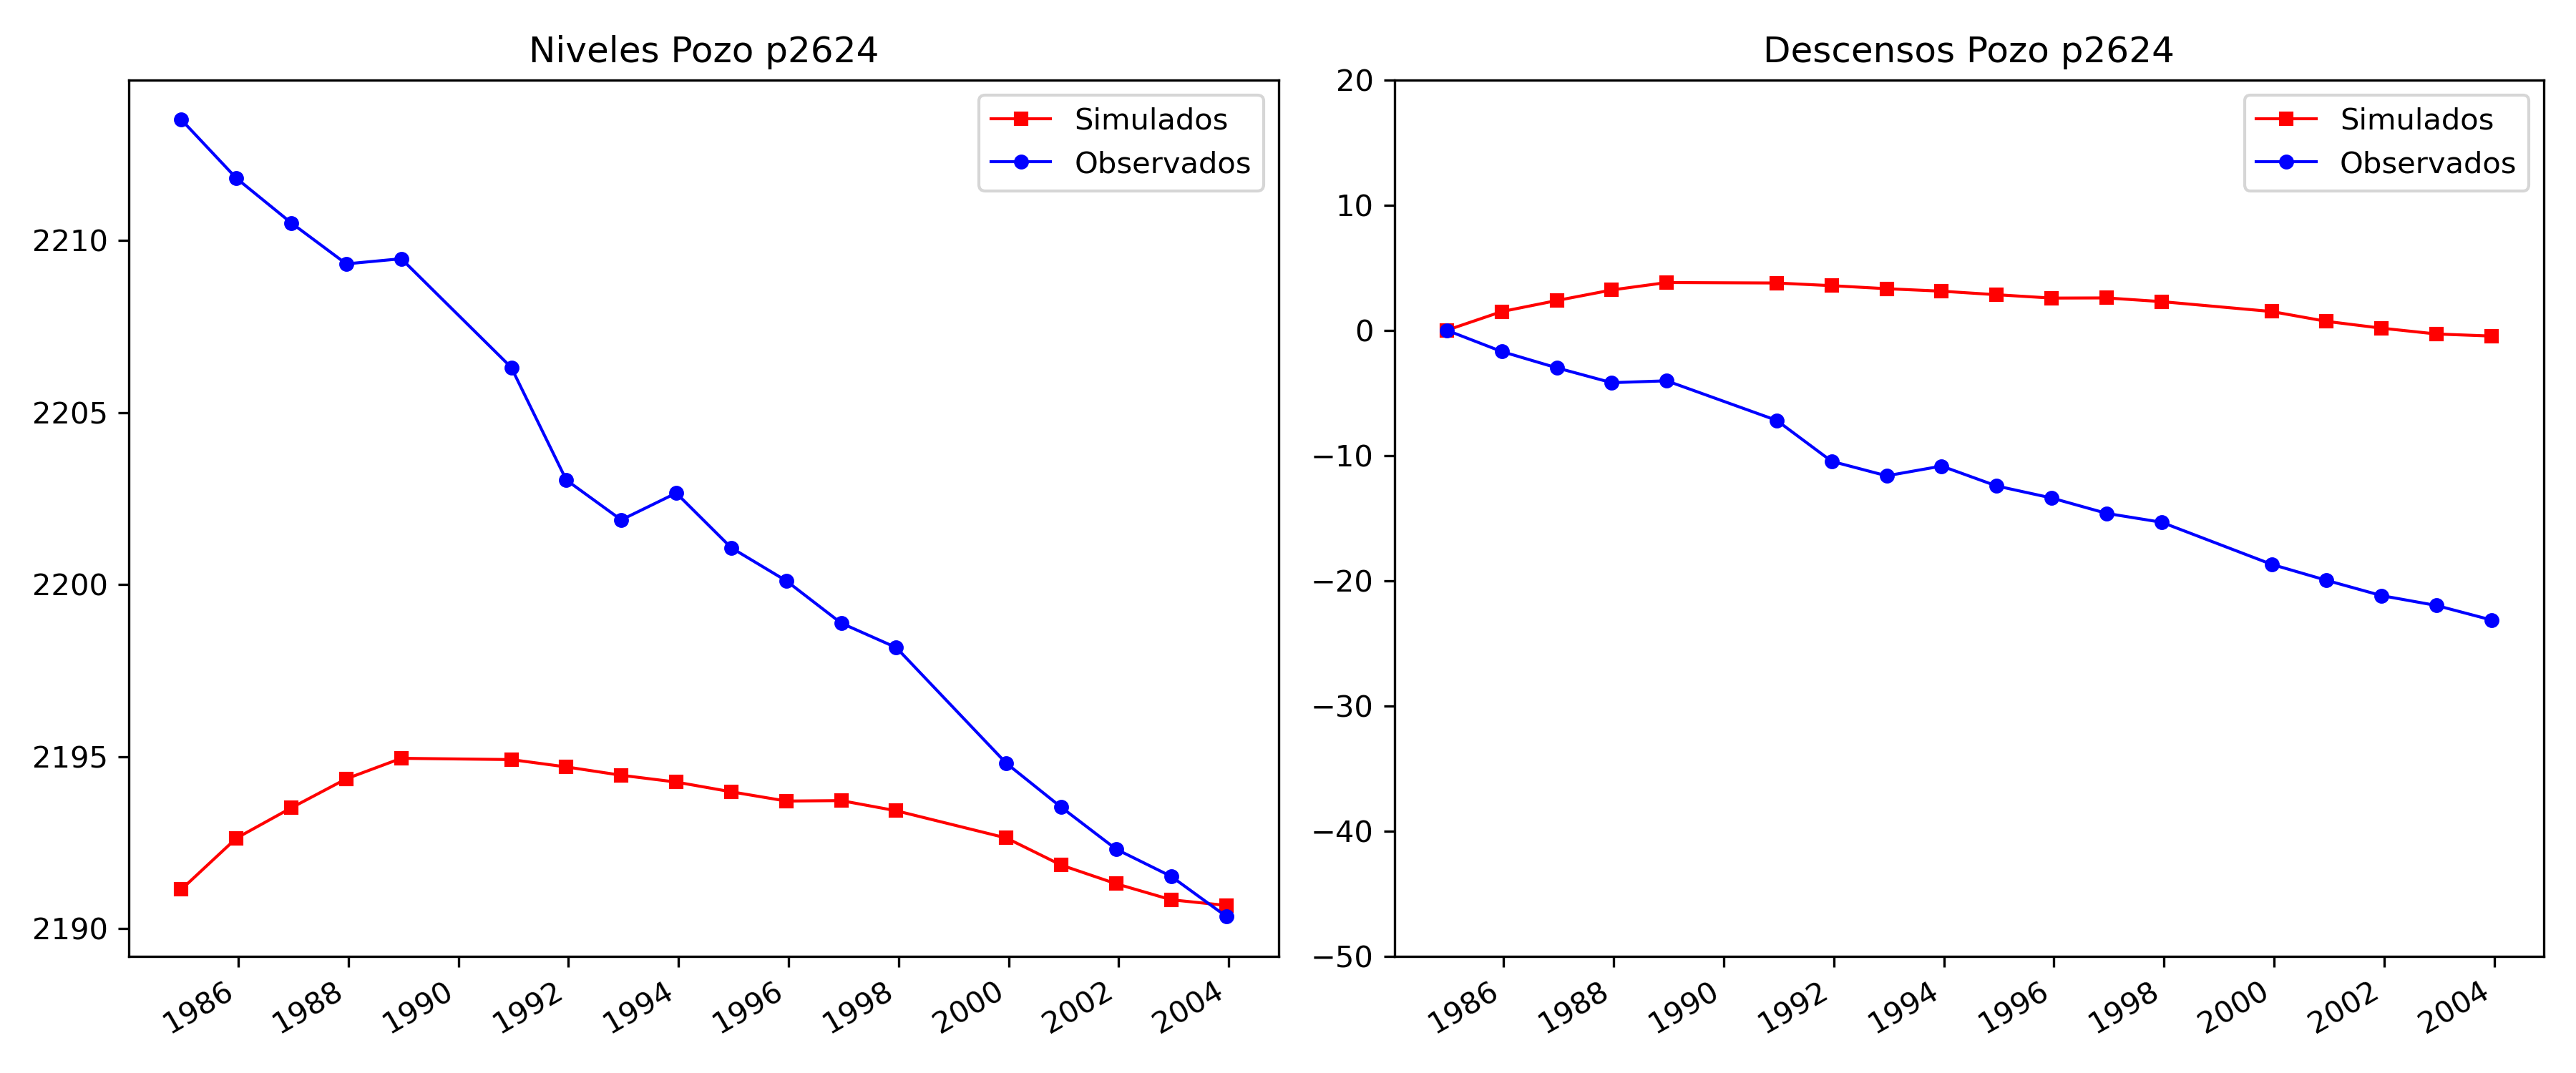 Niveles Pozo p2624
Simulados
Observados
2210
2205
2200
2195
2190
1986 1988 1990 1992 1994 1996 1998 2000 2002 2004
Descensos Pozo p2624
Simulados
Observados
20
10
0
−10
−20
−30
−40
−50
1986 1988 1990 1992 1994 1996 1998 2000 2002 2004